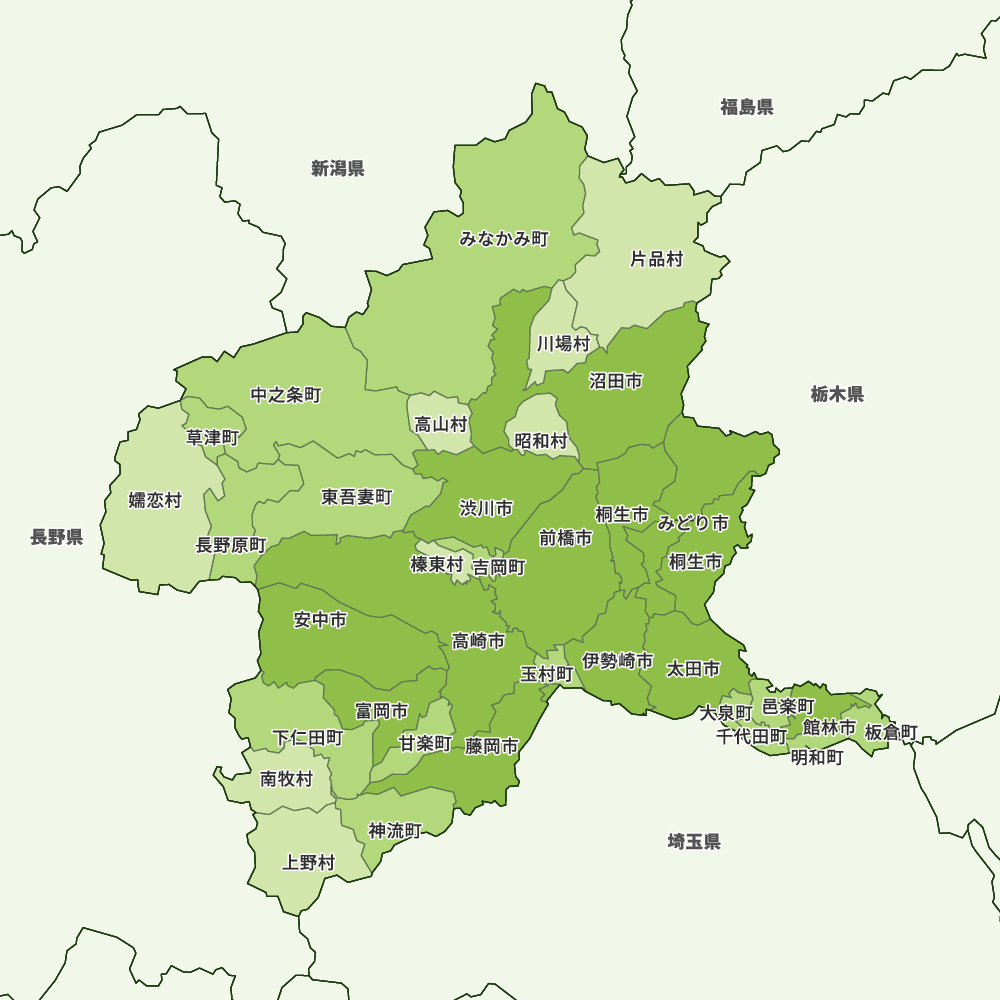 福島県
新潟県
みなかみ町
片品村
川場村
沼田市
栃木県
中之条町
高山村
草津町
昭和村
嬬恋村
東吾妻町
渋川市
桐生市
みどり市
長野県
長野原町
前橋市
榛東村
吉岡町
桐生市
安中市
高崎市
伊勢崎市
太田市
玉村町
富岡市
大泉町
邑楽町
下仁田町
甘楽町
藤岡市
千代田町
館林市
板倉町
明和町
南牧村
神流町
埼玉県
上野村